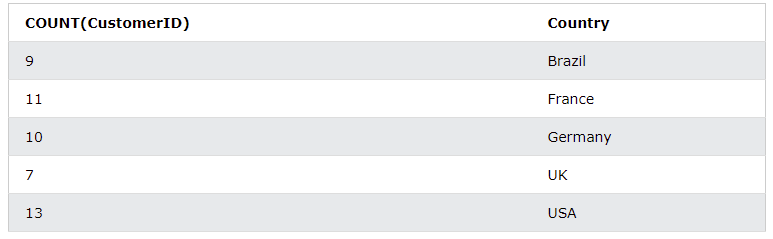 COUNT(CustomerID) Country
9 Brazil
11 France
10 Germany
7 UK
13 USA